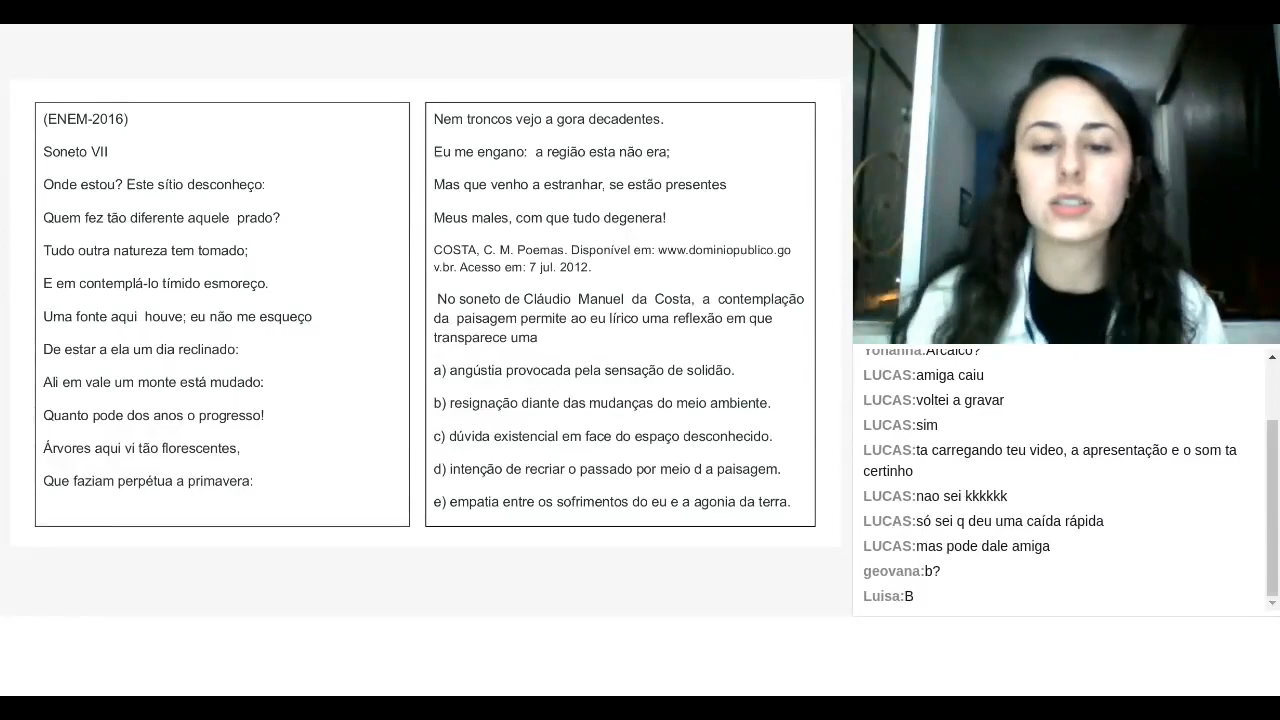 (ENEM-2016)
Soneto VII
Onde estou? Este sítio desconheço:
Quem fez tão diferente aquele prado?
Tudo outra natureza tem tomado;
E em contemplá-lo tímido esmoreço.
Uma fonte aqui houve; eu não me esqueço
De estar a ela um dia reclinado:
Ali em vale um monte está mudado:
Quanto pode dos anos o progresso!
Árvores aqui vi tão florescentes,
Que faziam perpétua a primavera:
Nem troncos vejo a gora decadentes.
Eu me engano: a região esta não era;
Mas que venho a estranhar, se estão presentes
Meus males, com que tudo degenera!
COSTA, C. M. Poemas. Disponível em: www.dominiopublico.go
v.br. Acesso em: 7 jul. 2012.
No soneto de Cláudio Manuel da Costa, a contemplação
da paisagem permite ao eu lírico uma reflexão em que
transparece uma
a) angústia provocada pela sensação de solidão.
b) resignação diante das mudanças do meio ambiente.
c) dúvida existencial em face do espaço desconhecido.
d) intenção de recriar o passado por meio d a paisagem.
e) empatia entre os sofrimentos do eu e a agonia da terra.
Yohanna:Arcaico?
LUCAS:amiga caiu
LUCAS:voltei a gravar
LUCAS:sim
LUCAS:ta carregando teu video, a apresentação e o som ta
certinho
LUCAS:nao sei kkkkkk
LUCAS:só sei q deu uma caída rápida
LUCAS:mas pode dale amiga
geovana:b?
Luisa:B